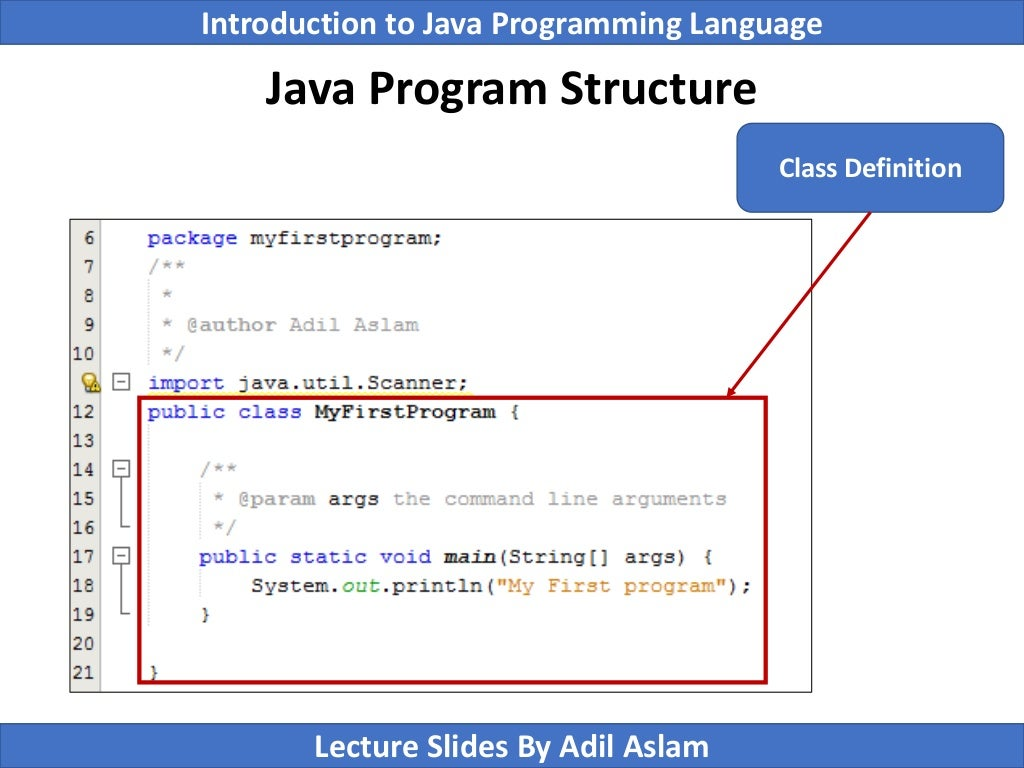 Introduction to Java Programming Language
Java Program Structure
Class Definition
6 package myfirstprogram;
7 /**
8 *
9 * @author Adil Aslam
10 */
import java.util.Scanner;
12 public class MyFirstProgram {
13
14 /**
15 * @param args the command line arguments
16 */
17 public static void main(String[] args) {
18 System.out.println("My First program");
19 }
20
21 }
Lecture Slides By Adil Aslam